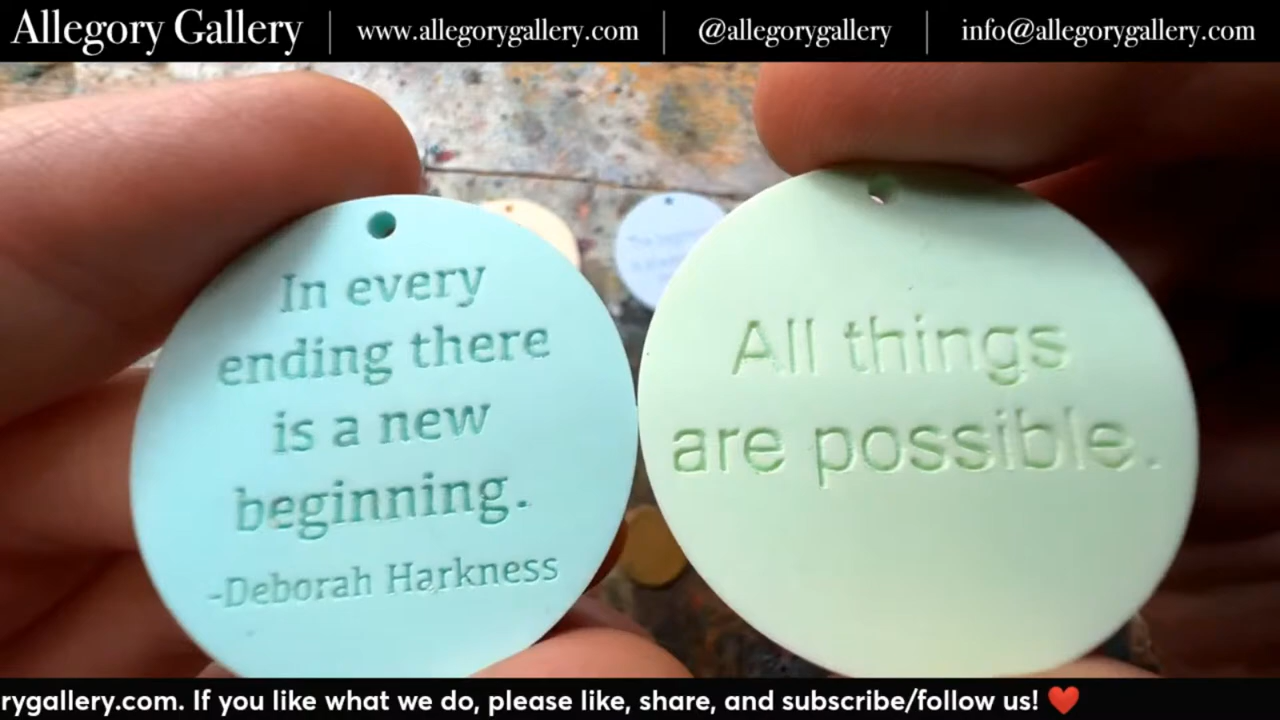 Allegory Gallery
www.allegorygallery.com
@allegorygallery
info@allegorygallery.com
In every
ending there
is a new
beginning.
-Deborah Harkness
All things
are possible.
rygallery.com. If you like what we do, please like, share, and subscribe/follow us! ❤️